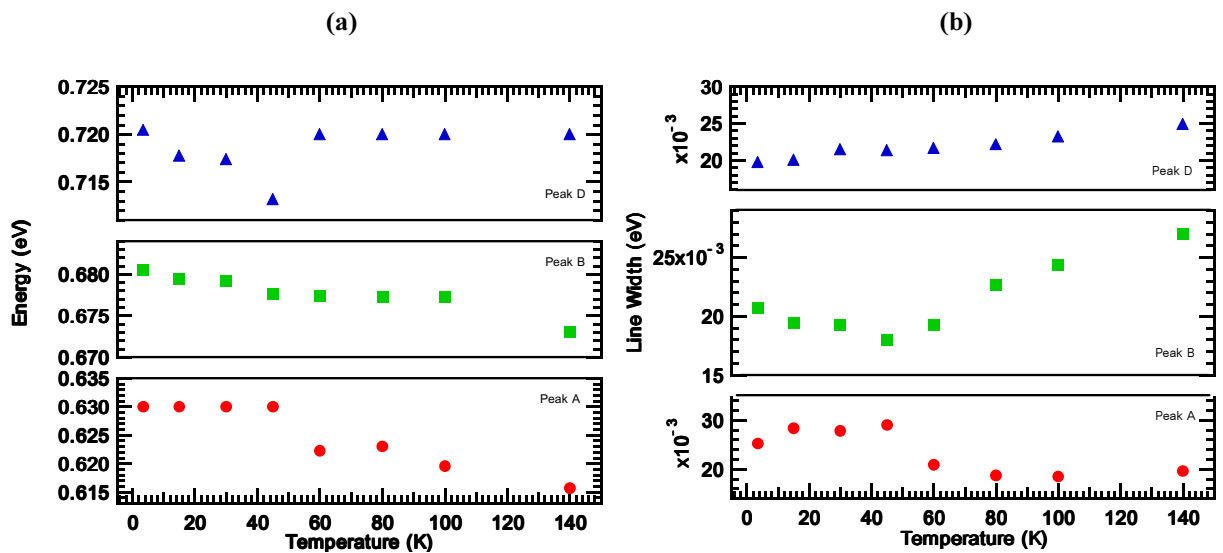 (a)
(b)
Energy (eV)
0.725
0.720
0.715
Peak D
0.680
0.675
0.670
Peak B
0.635
0.630
0.625
0.620
0.615
Peak A
0 20 40 60 80 100 120 140
Temperature (K)
Line Width (eV)
30
25
20
x10⁻³
Peak D
25x10⁻³
20
15
Peak B
30
20
x10⁻³
Peak A
0 20 40 60 80 100 120 140
Temperature (K)